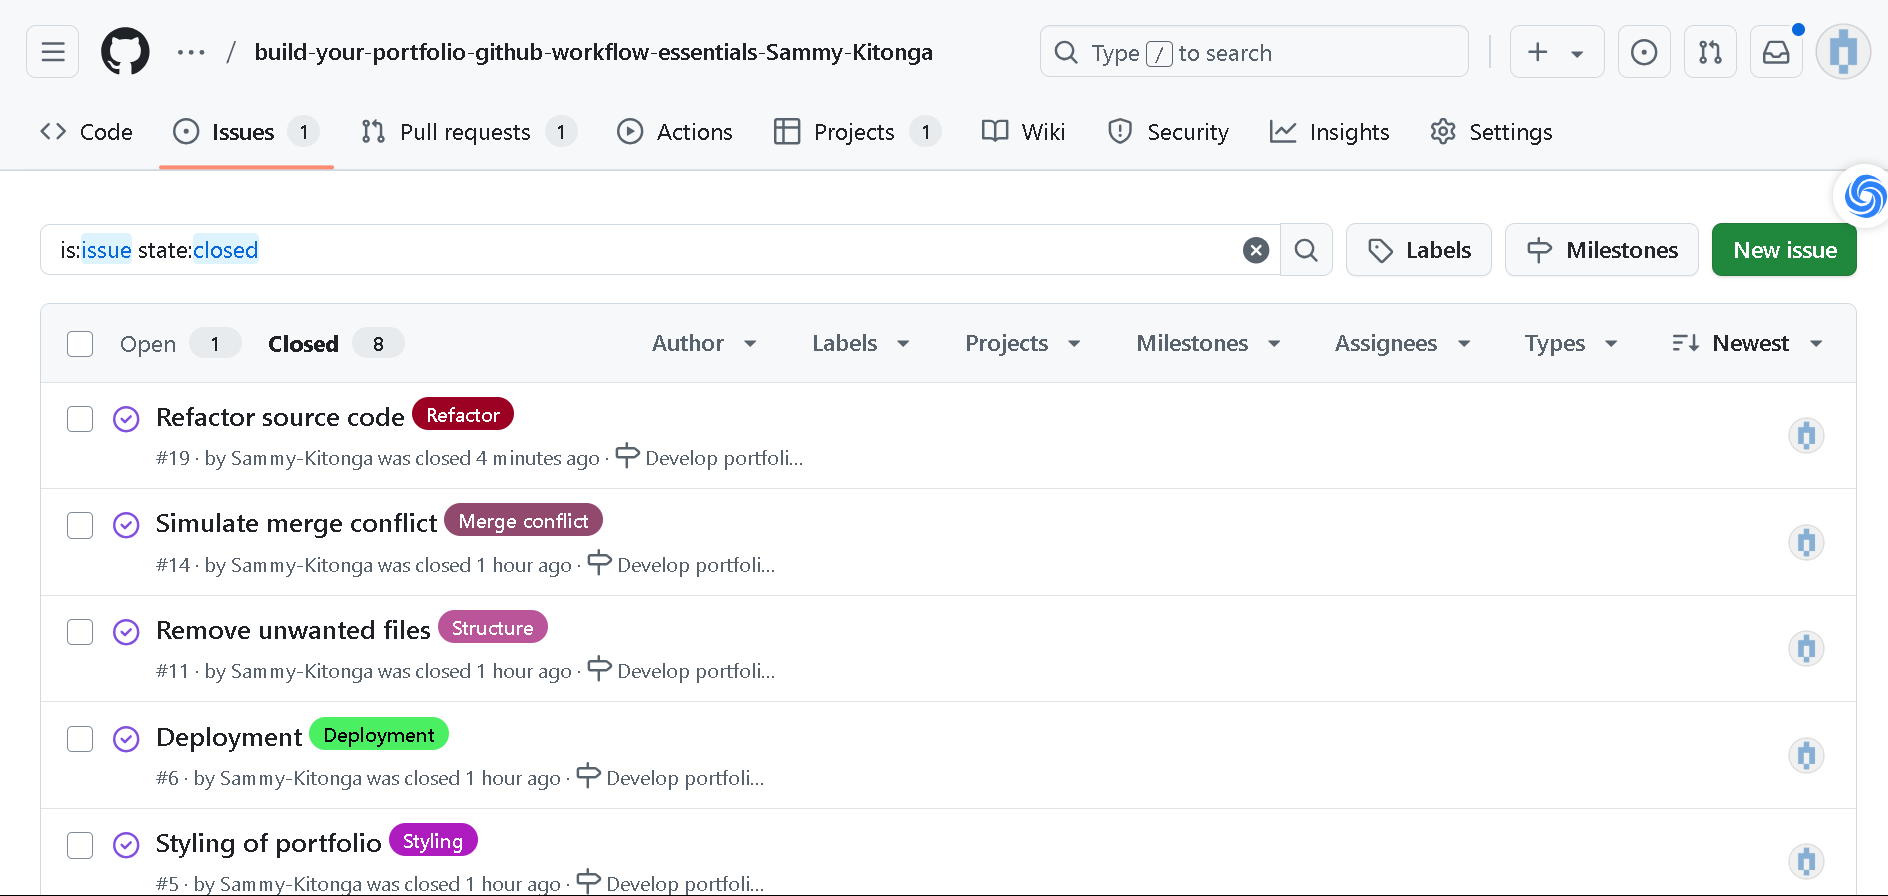 ... / build-your-portfolio-github-workflow-essentials-Sammy-Kitonga Type / to search
Code Issues 1 Pull requests 1 Actions Projects 1 Wiki Security Insights Settings
is:issue state:closed Labels Milestones New issue
Open 1 Closed 8 Author Labels Projects Milestones Assignees Types Newest
Refactor source code Refactor
#19 · by Sammy-Kitonga was closed 4 minutes ago · Develop portfoli...
Simulate merge conflict Merge conflict
#14 · by Sammy-Kitonga was closed 1 hour ago · Develop portfoli...
Remove unwanted files Structure
#11 · by Sammy-Kitonga was closed 1 hour ago · Develop portfoli...
Deployment Deployment
#6 · by Sammy-Kitonga was closed 1 hour ago · Develop portfoli...
Styling of portfolio Styling
#5 · by Sammy-Kitonga was closed 1 hour ago · Develop portfoli...